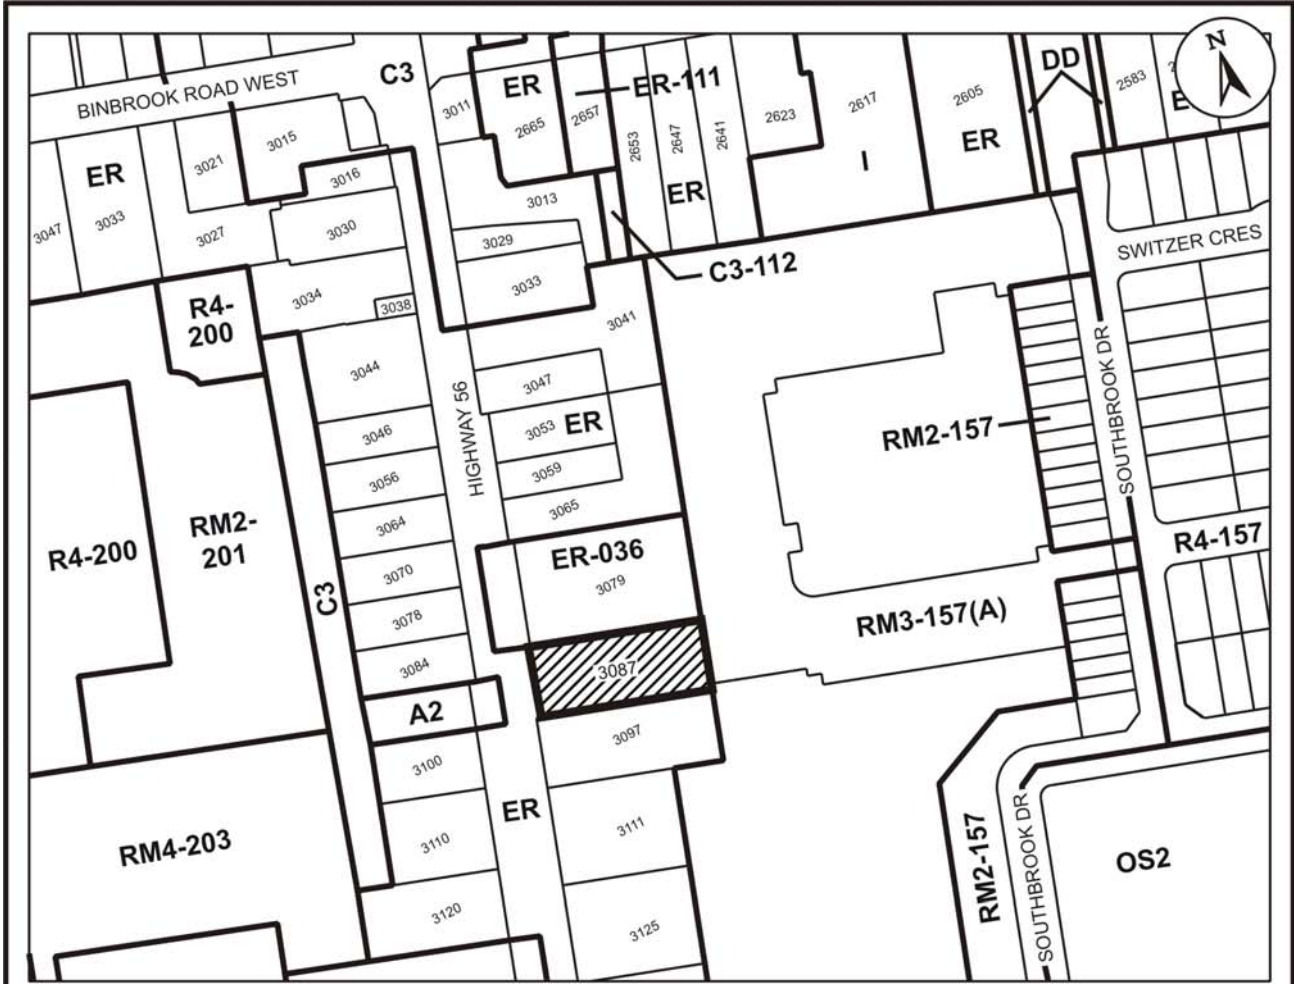 N
BINBROOK ROAD WEST
C3
3011
ER
2665
2657
ER-111
2653
2647
2641
ER
2623
2617
I
2605
ER
DD
2583
3047
ER
3033
3021
3027
3015
3016
3030
3034
3038
3013
3029
3033
C3-112
3041
SWITZER CRES
R4-
200
3044
3046
3056
3064
3070
3078
3084
HIGHWAY 56
3047
3053
ER
3059
3065
RM2-157
SOUTHBROOK DR
R4-157
R4-200
RM2-
201
C3
ER-036
3079
3087
RM3-157(A)
A2
3097
3100
ER
3110
3111
3120
3125
RM4-203
RM2-157
SOUTHBROOK DR
OS2